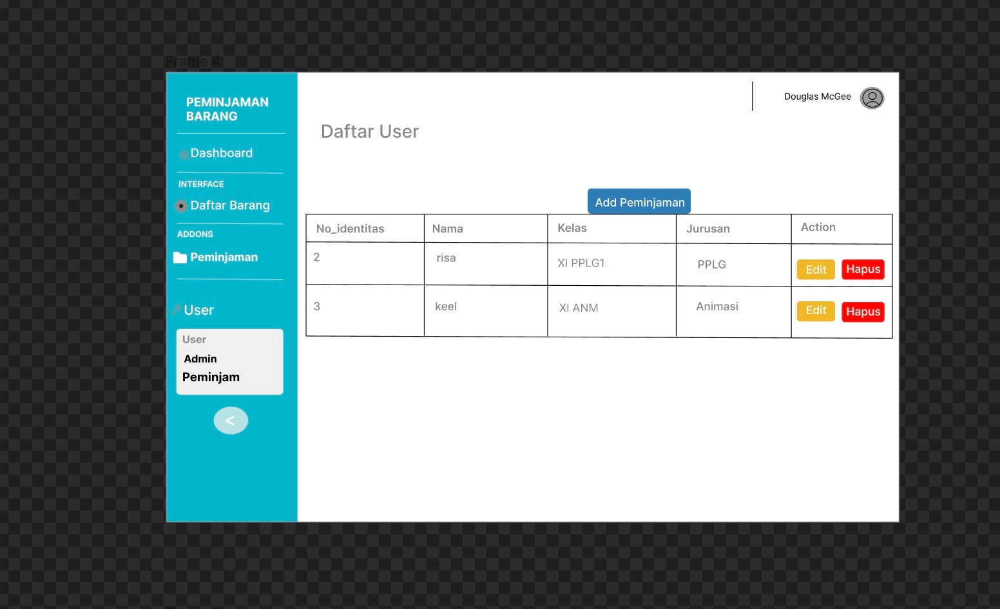 Frame 4
PEMINJAMAN
BARANG
Dashboard
INTERFACE
Daftar Barang
ADDONS
Peminjaman
User
User
Admin
Peminjam
<
Douglas McGee
Daftar User
Add Peminjaman
No_identitas Nama Kelas Jurusan Action
2 risa XI PPLG1 PPLG Edit Hapus
3 keel XI ANM Animasi Edit Hapus